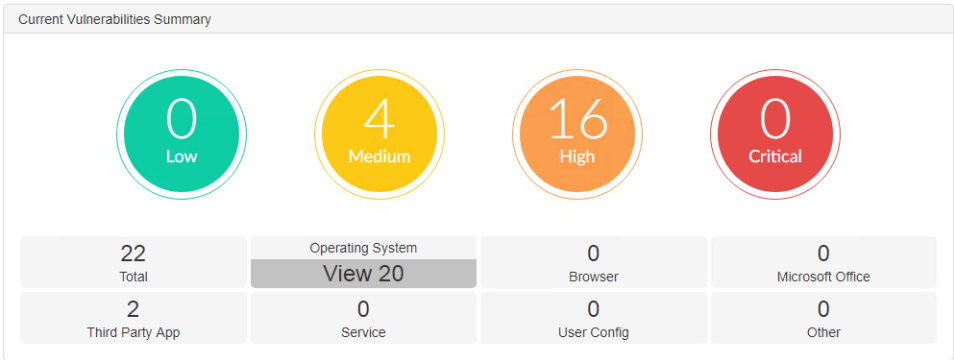 Current Vulnerabilities Summary
0
Low
4
Medium
16
High
0
Critical
22
Total
Operating System
View 20
0
Browser
0
Microsoft Office
2
Third Party App
0
Service
0
User Config
0
Other